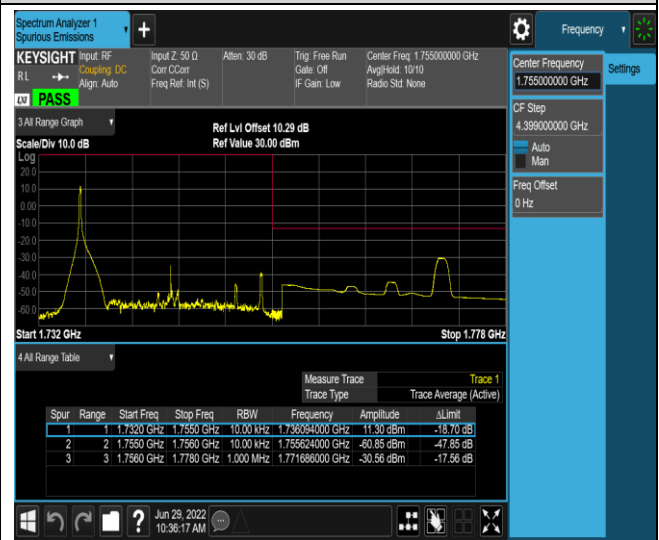 Spectrum Analyzer 1
Spurious Emissions
Frequency
KEYSIGHT
R L
LXI PASS
Input: RF
Coupling: DC
Align: Auto
Input Z: 50 Ω
Corr CCorr
Freq Ref: Int (S)
Atten: 30 dB
Trig: Free Run
Gate: Off
IF Gain: Low
Center Freq: 1.755000000 GHz
Avg|Hold: 10/10
Radio Std: None
Center Frequency
1.755000000 GHz
Settings
CF Step
4.399000000 GHz
Auto
Man
Freq Offset
0 Hz
3 All Range Graph
Scale/Div 10.0 dB
Ref Lvl Offset 10.29 dB
Ref Value 30.00 dBm
Log
20.0
10.0
0.00
-10.0
-20.0
-30.0
-40.0
-50.0
-60.0
Start 1.732 GHz
Stop 1.778 GHz
4 All Range Table
Measure Trace Trace 1
Trace Type Trace Average (Active)
Spur Range Start Freq Stop Freq RBW Frequency Amplitude ΔLimit
1 1 1.7320 GHz 1.7550 GHz 10.00 kHz 1.736094000 GHz 11.30 dBm -18.70 dB
2 2 1.7550 GHz 1.7560 GHz 10.00 kHz 1.755624000 GHz -60.85 dBm -47.85 dB
3 3 1.7560 GHz 1.7780 GHz 1.000 MHz 1.771686000 GHz -30.56 dBm -17.56 dB
Jun 29, 2022
10:36:17 AM